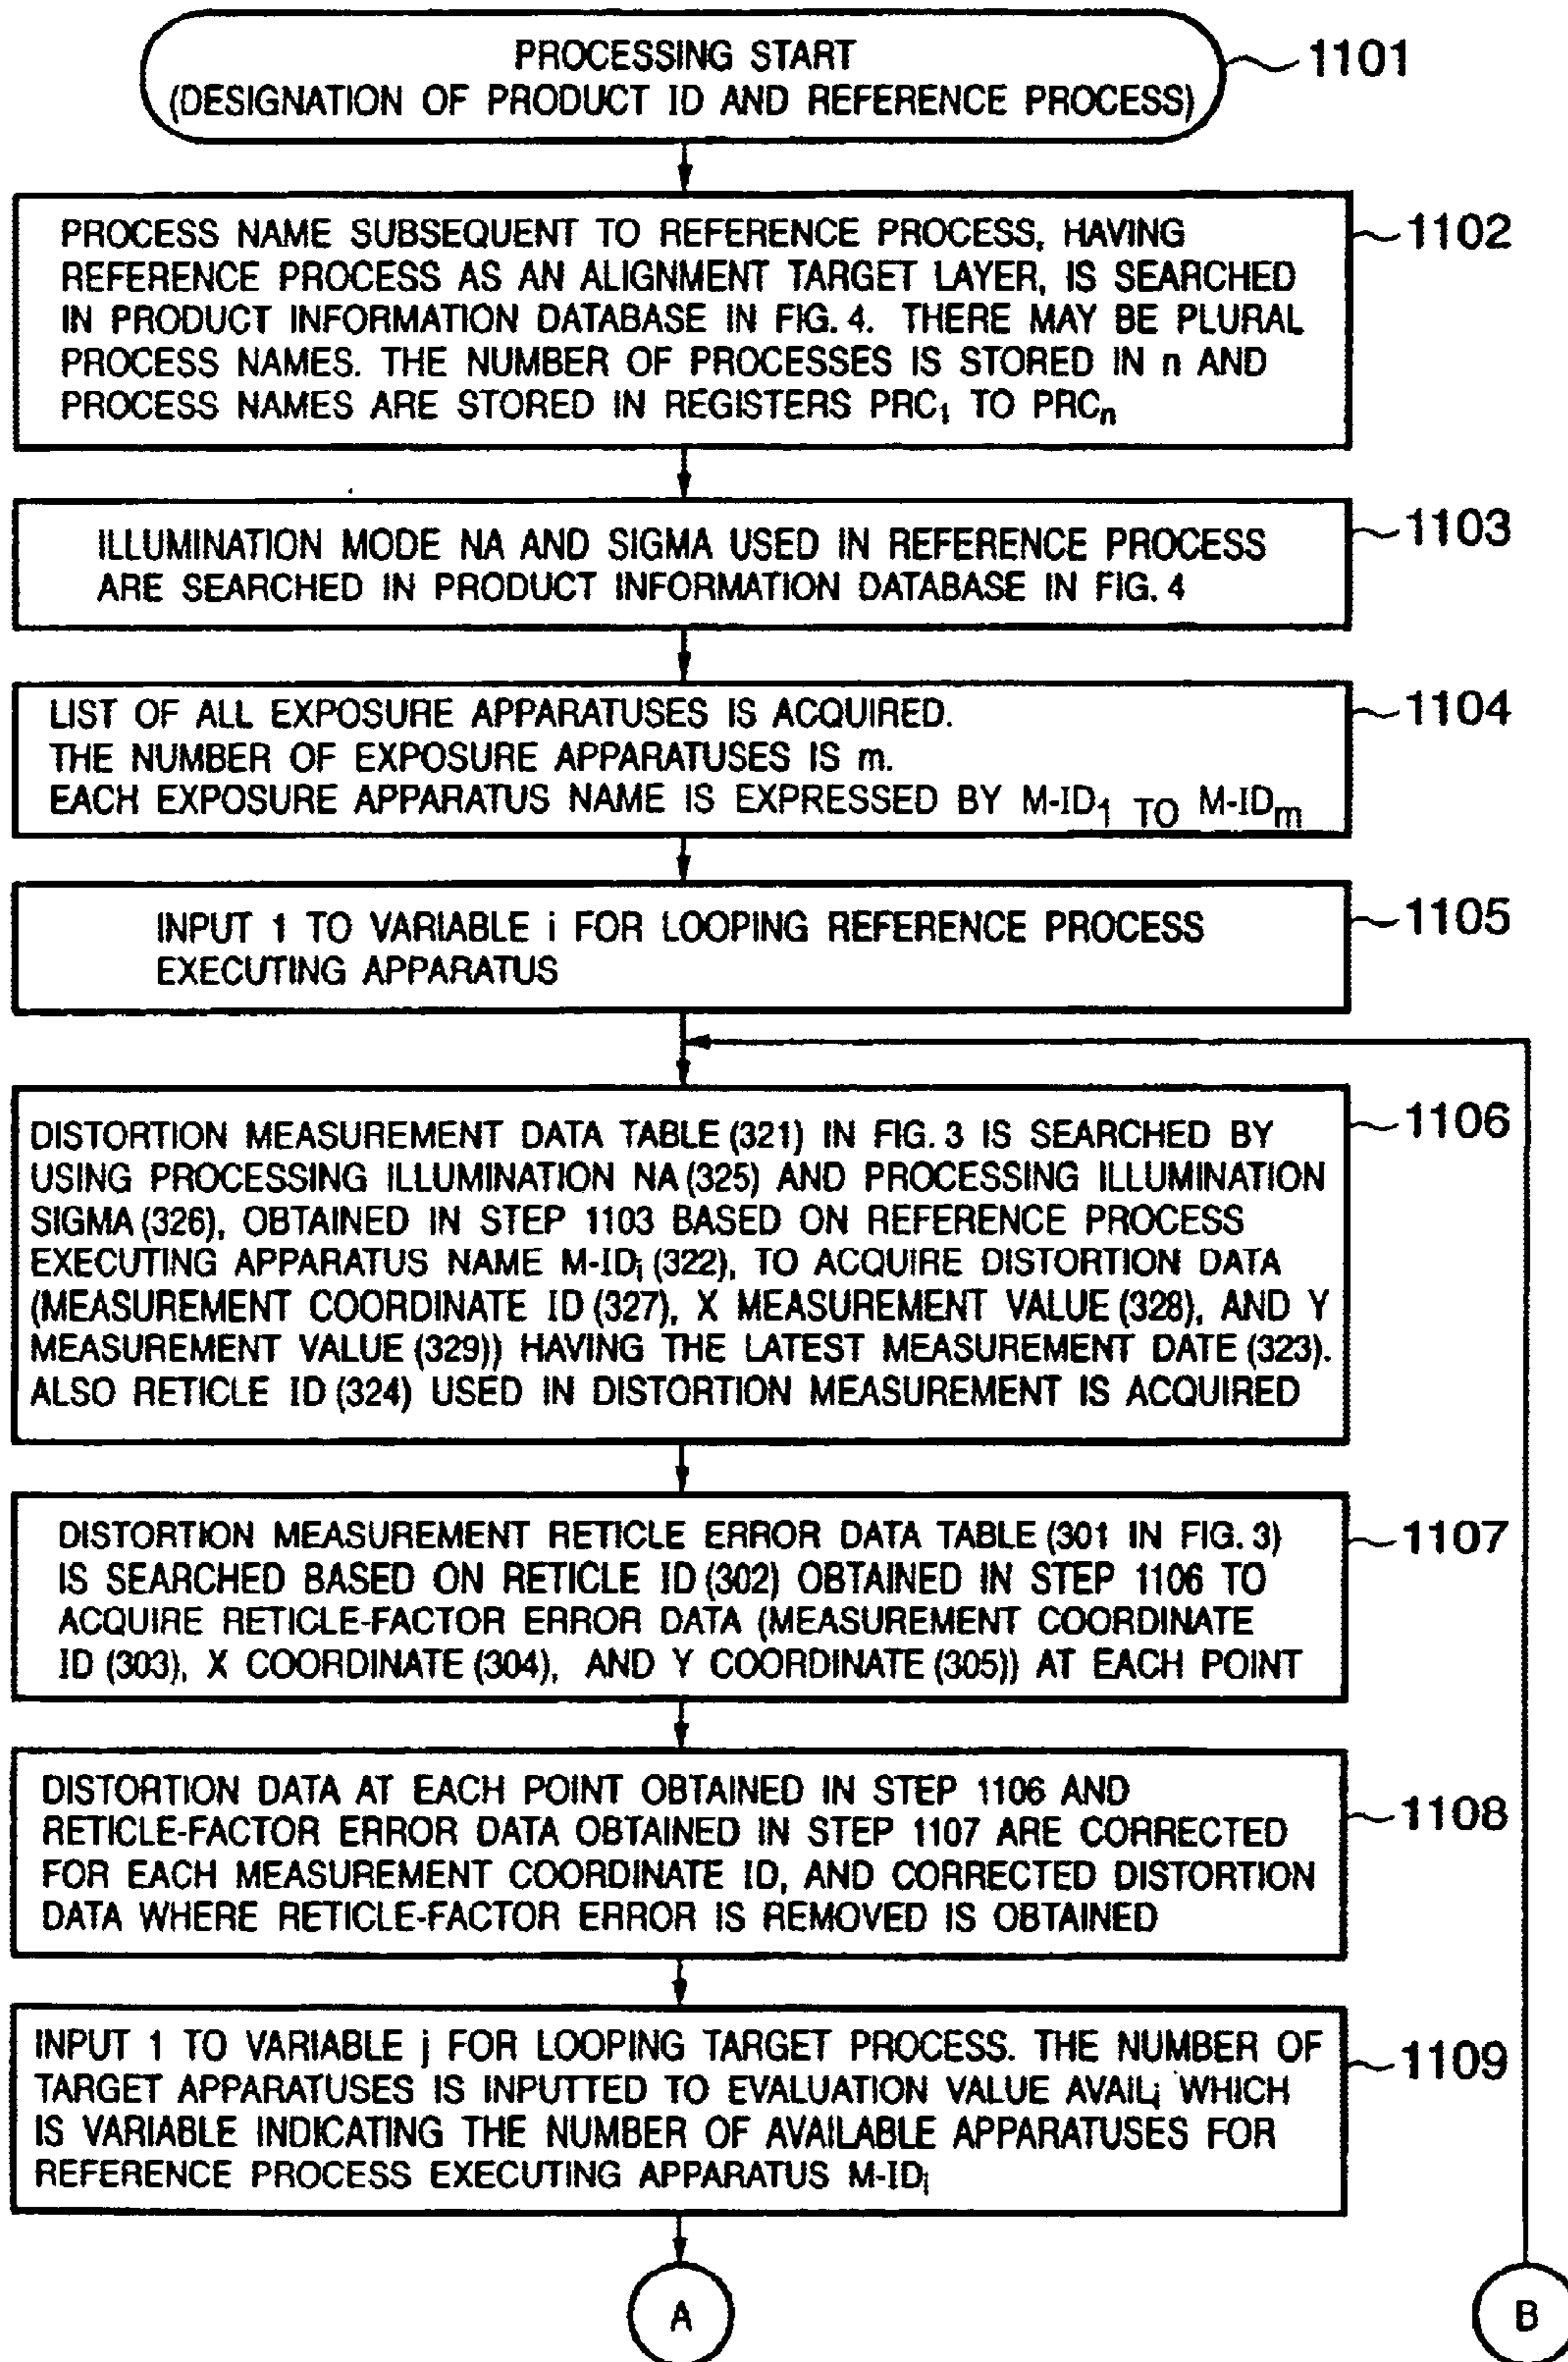 PROCESSING START
(DESIGNATION OF PRODUCT ID AND REFERENCE PROCESS)
1101
PROCESS NAME SUBSEQUENT TO REFERENCE PROCESS, HAVING
REFERENCE PROCESS AS AN ALIGNMENT TARGET LAYER, IS SEARCHED
IN PRODUCT INFORMATION DATABASE IN FIG. 4. THERE MAY BE PLURAL
PROCESS NAMES. THE NUMBER OF PROCESSES IS STORED IN n AND
PROCESS NAMES ARE STORED IN REGISTERS PRC₁ TO PRCₙ
1102
ILLUMINATION MODE NA AND SIGMA USED IN REFERENCE PROCESS
ARE SEARCHED IN PRODUCT INFORMATION DATABASE IN FIG. 4
1103
LIST OF ALL EXPOSURE APPARATUSES IS ACQUIRED.
THE NUMBER OF EXPOSURE APPARATUSES IS m.
EACH EXPOSURE APPARATUS NAME IS EXPRESSED BY M-ID₁ TO M-IDₘ
1104
INPUT 1 TO VARIABLE i FOR LOOPING REFERENCE PROCESS
EXECUTING APPARATUS
1105
DISTORTION MEASUREMENT DATA TABLE (321) IN FIG. 3 IS SEARCHED BY
USING PROCESSING ILLUMINATION NA (325) AND PROCESSING ILLUMINATION
SIGMA (326), OBTAINED IN STEP 1103 BASED ON REFERENCE PROCESS
EXECUTING APPARATUS NAME M-IDᵢ (322), TO ACQUIRE DISTORTION DATA
(MEASUREMENT COORDINATE ID (327), X MEASUREMENT VALUE (328), AND Y
MEASUREMENT VALUE (329)) HAVING THE LATEST MEASUREMENT DATE (323).
ALSO RETICLE ID (324) USED IN DISTORTION MEASUREMENT IS ACQUIRED
1106
DISTORTION MEASUREMENT RETICLE ERROR DATA TABLE (301 IN FIG. 3)
IS SEARCHED BASED ON RETICLE ID (302) OBTAINED IN STEP 1106 TO
ACQUIRE RETICLE-FACTOR ERROR DATA (MEASUREMENT COORDINATE
ID (303), X COORDINATE (304), AND Y COORDINATE (305)) AT EACH POINT
1107
DISTORTION DATA AT EACH POINT OBTAINED IN STEP 1106 AND
RETICLE-FACTOR ERROR DATA OBTAINED IN STEP 1107 ARE CORRECTED
FOR EACH MEASUREMENT COORDINATE ID, AND CORRECTED DISTORTION
DATA WHERE RETICLE-FACTOR ERROR IS REMOVED IS OBTAINED
1108
INPUT 1 TO VARIABLE j FOR LOOPING TARGET PROCESS. THE NUMBER OF
TARGET APPARATUSES IS INPUTTED TO EVALUATION VALUE AVAILᵢ WHICH
IS VARIABLE INDICATING THE NUMBER OF AVAILABLE APPARATUSES FOR
REFERENCE PROCESS EXECUTING APPARATUS M-IDᵢ
1109
A
B